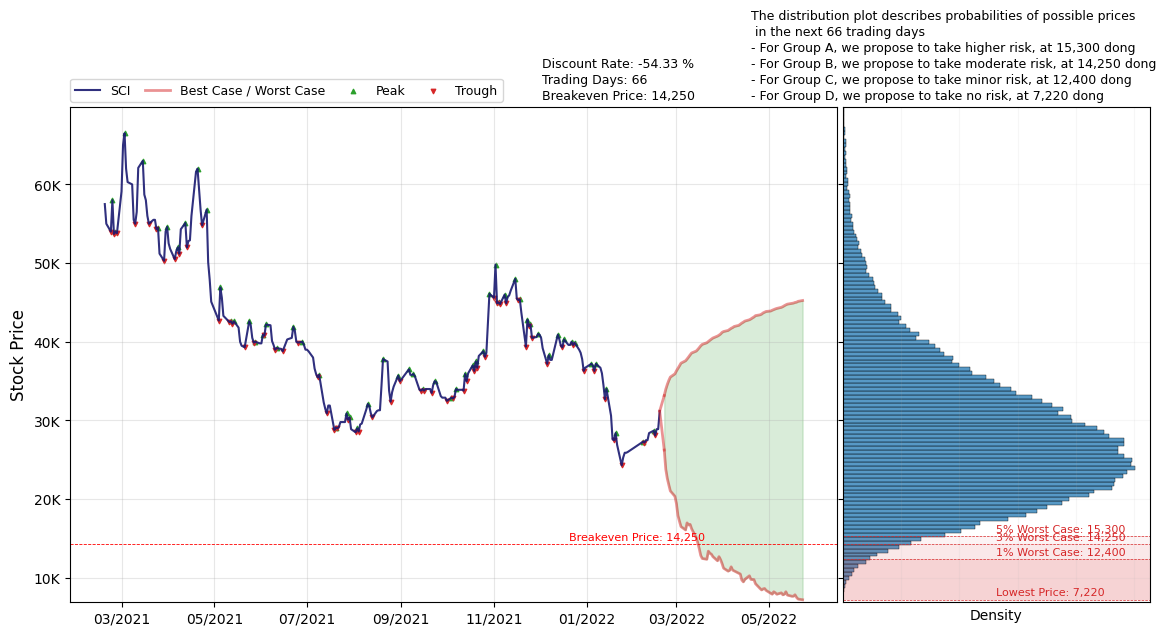 The distribution plot describes probabilities of possible prices
in the next 66 trading days
- For Group A, we propose to take higher risk, at 15,300 dong
- For Group B, we propose to take moderate risk, at 14,250 dong
- For Group C, we propose to take minor risk, at 12,400 dong
- For Group D, we propose to take no risk, at 7,220 dong
Discount Rate: -54.33 %
Trading Days: 66
Breakeven Price: 14,250
SCI Best Case / Worst Case Peak Trough
Stock Price
60K
50K
40K
30K
20K
10K
Breakeven Price: 14,250
5% Worst Case: 15,300
3% Worst Case: 14,250
1% Worst Case: 12,400
Lowest Price: 7,220
03/2021 05/2021 07/2021 09/2021 11/2021 01/2022 03/2022 05/2022
Density